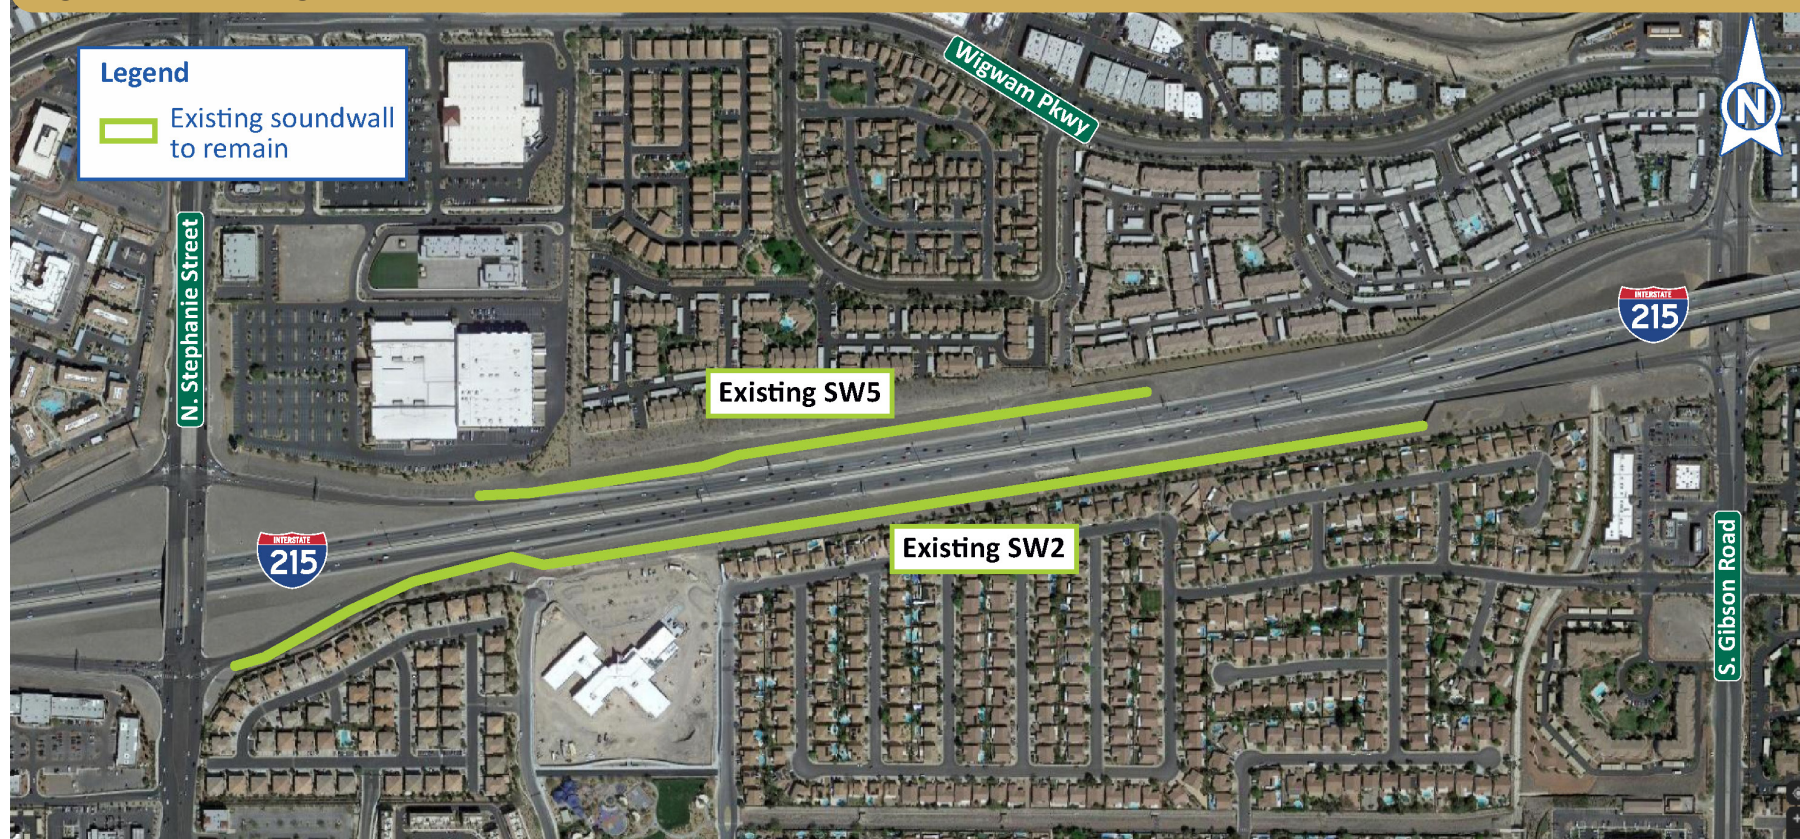 Legend
Existing soundwall
to remain
Wigwam Pkwy
N
N. Stephanie Street
INTERSTATE
215
Existing SW5
Existing SW2
INTERSTATE
215
S. Gibson Road